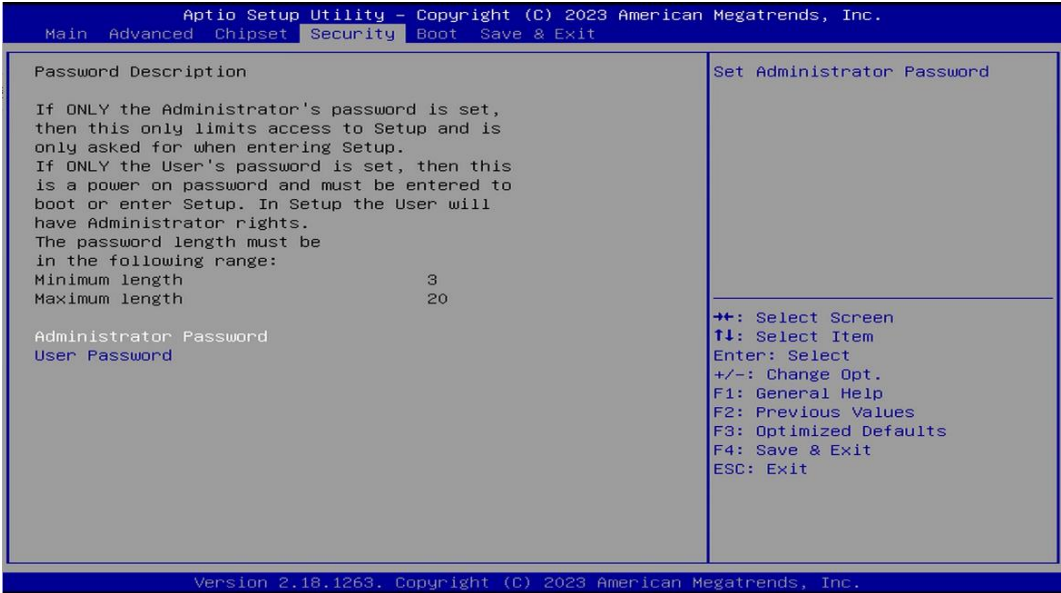 Aptio Setup Utility – Copyright (C) 2023 American Megatrends, Inc.
Main Advanced Chipset Security Boot Save & Exit
Password Description
If ONLY the Administrator's password is set,
then this only limits access to Setup and is
only asked for when entering Setup.
If ONLY the User's password is set, then this
is a power on password and must be entered to
boot or enter Setup. In Setup the User will
have Administrator rights.
The password length must be
in the following range:
Minimum length 3
Maximum length 20
Administrator Password
User Password
Set Administrator Password
→←: Select Screen
↑↓: Select Item
Enter: Select
+/-: Change Opt.
F1: General Help
F2: Previous Values
F3: Optimized Defaults
F4: Save & Exit
ESC: Exit
Version 2.18.1263. Copyright (C) 2023 American Megatrends, Inc.